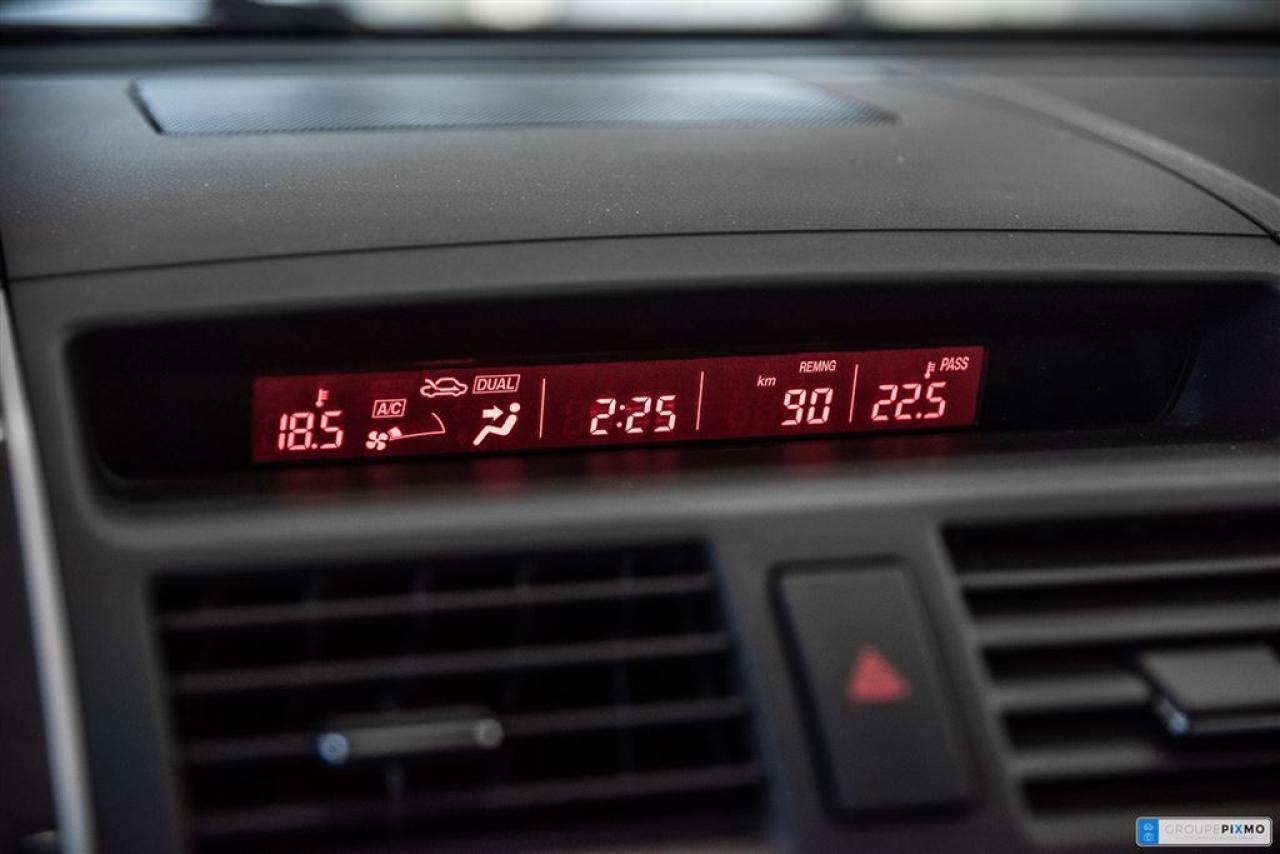 18.5
A/C
DUAL
2:25
km
REMNG
90
PASS
22.5
GROUPEPIXMO